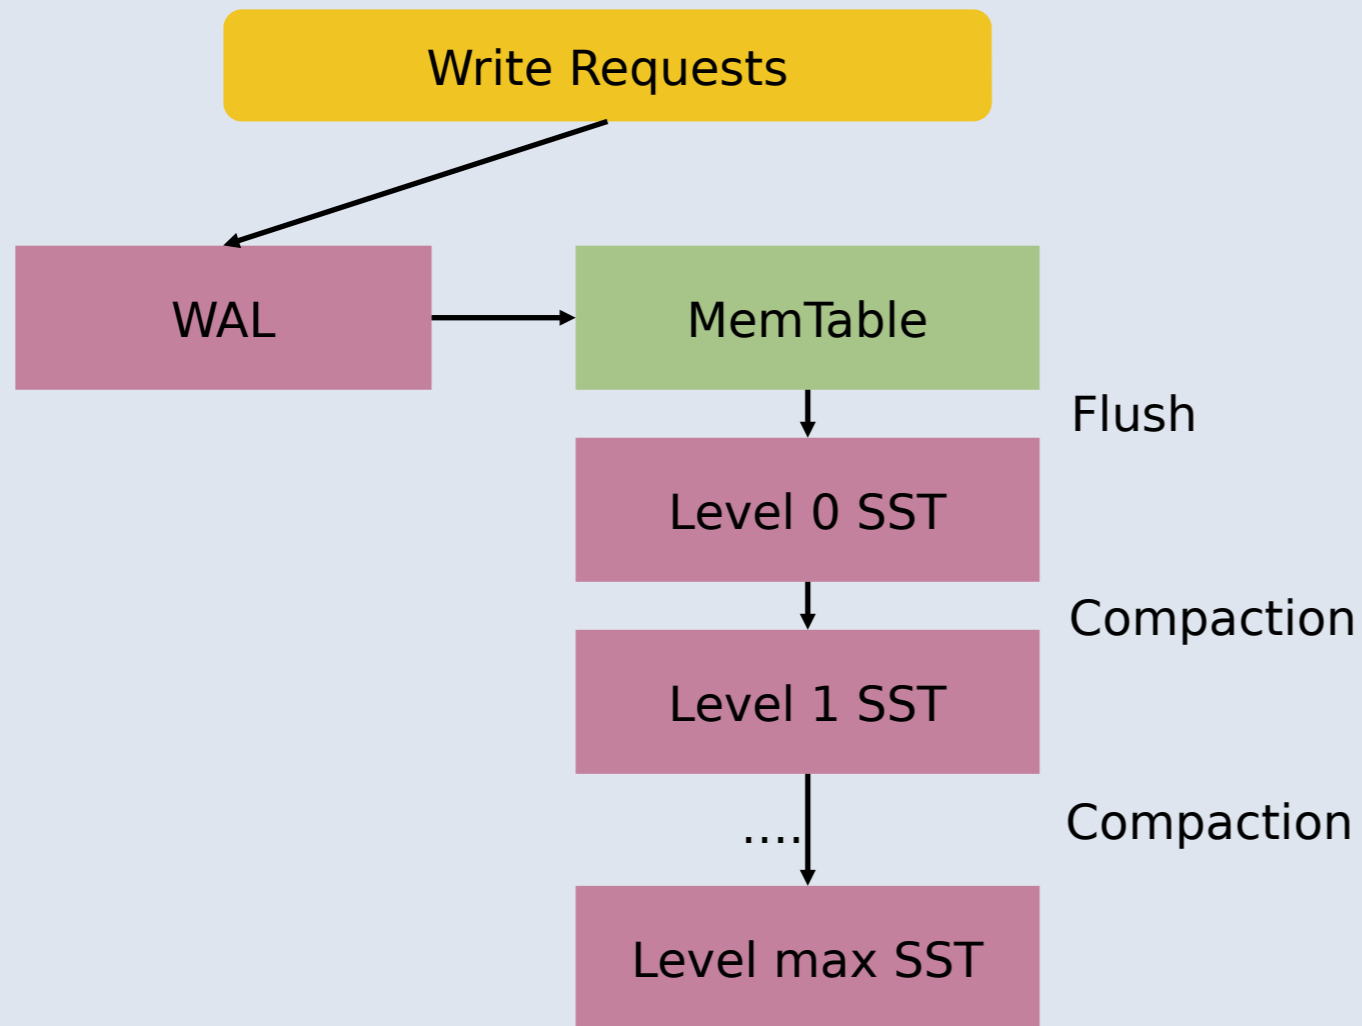 Write Requests
WAL
MemTable
Flush
Level 0 SST
Compaction
Level 1 SST
Compaction
....
Level max SST